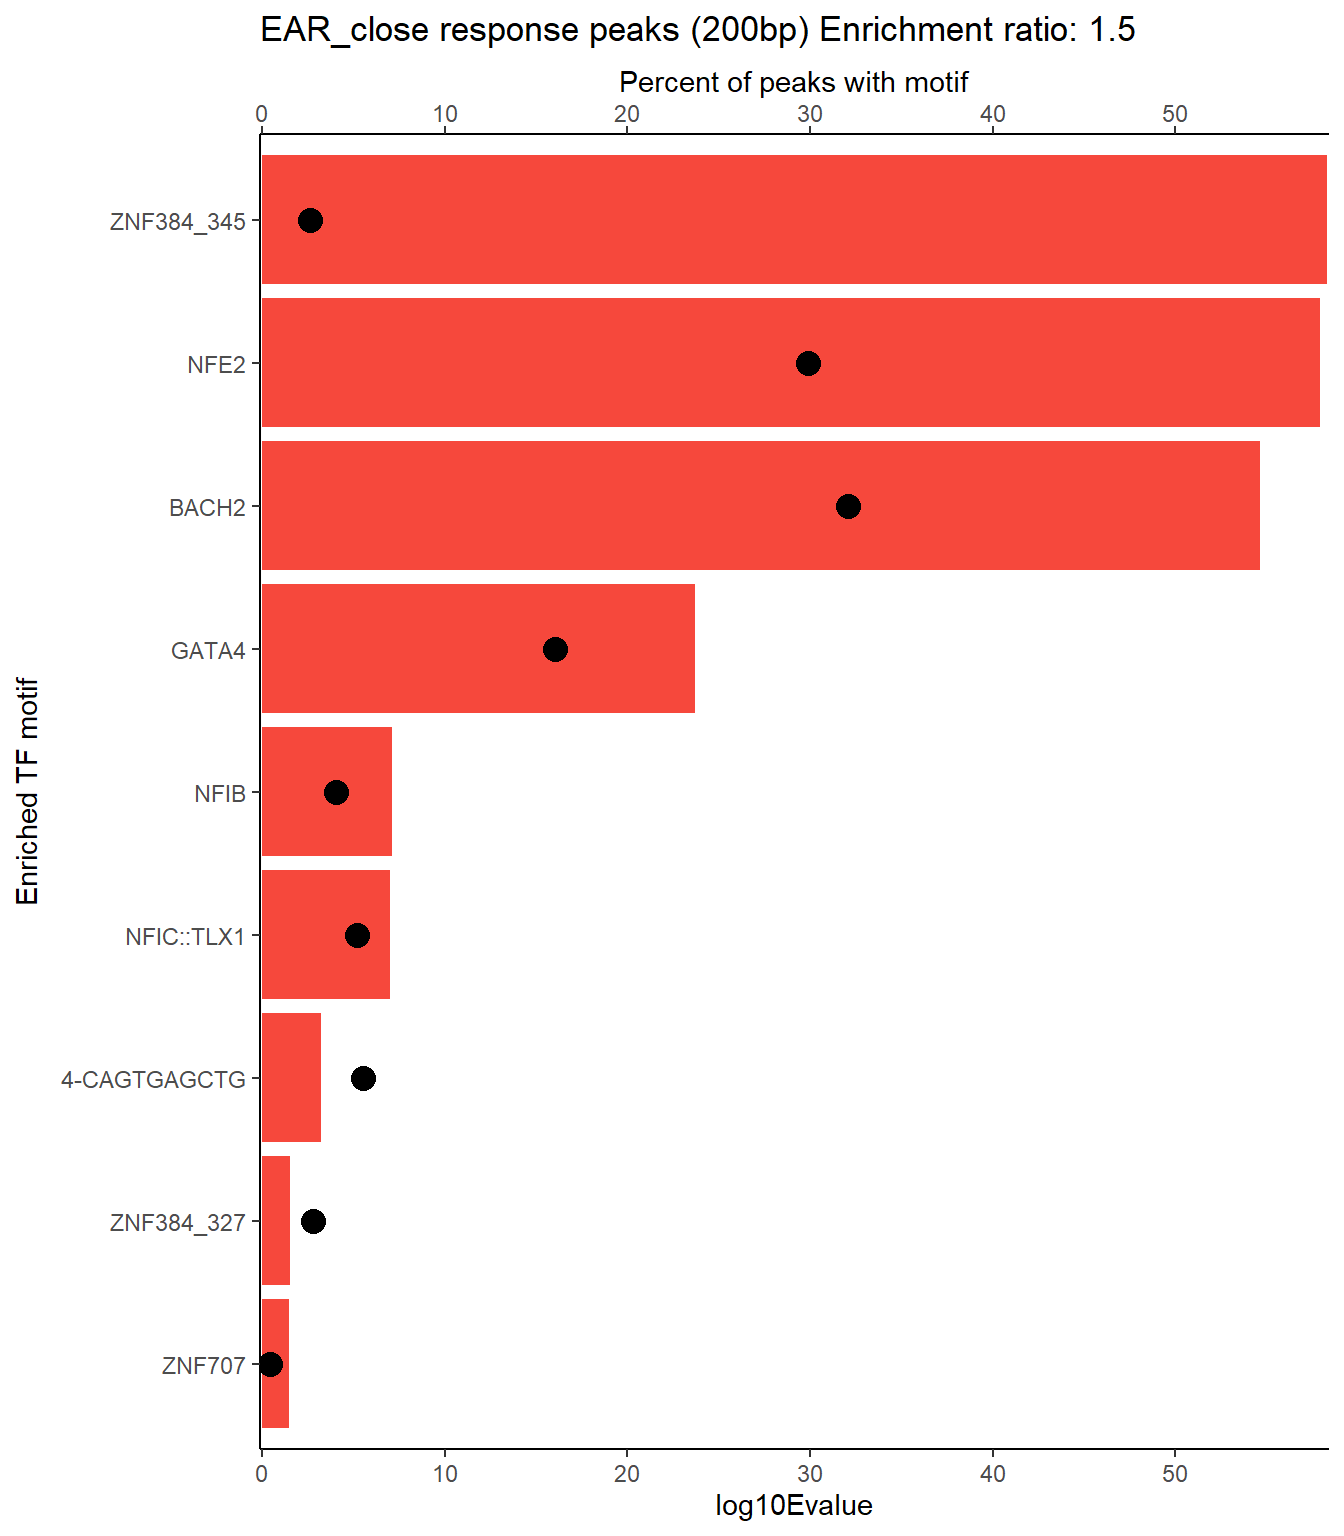 EAR_close response peaks (200bp) Enrichment ratio: 1.5
Percent of peaks with motif
0 10 20 30 40 50
ZNF384_345
NFE2
BACH2
GATA4
NFIB
NFIC::TLX1
4-CAGTGAGCTG
ZNF384_327
ZNF707
Enriched TF motif
0 10 20 30 40 50
log10Evalue